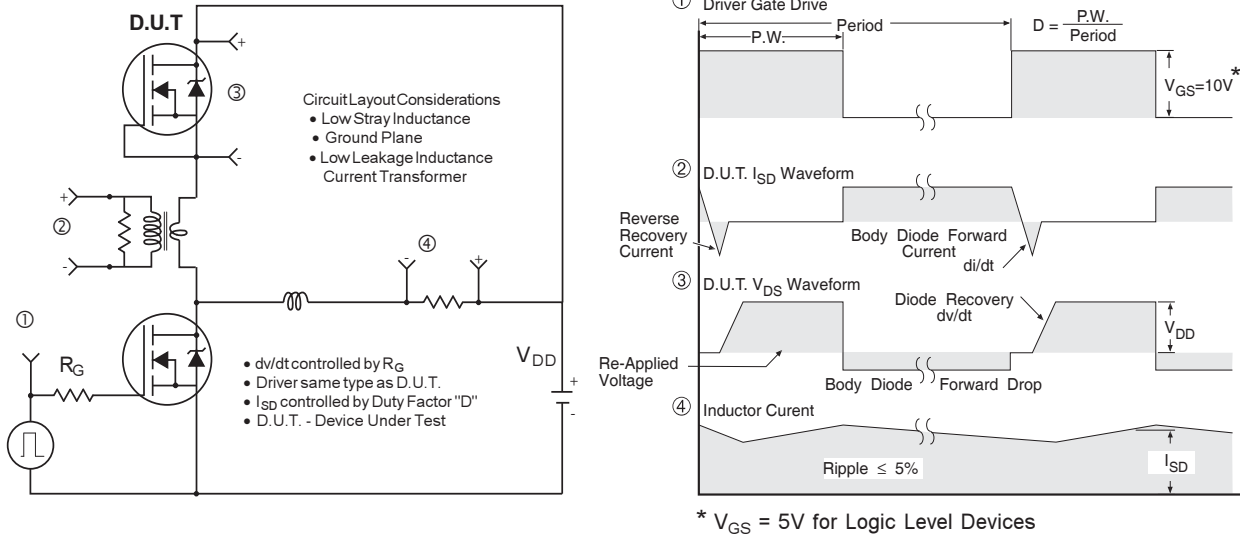 D.U.T
+
③
-
Circuit Layout Considerations
• Low Stray Inductance
• Ground Plane
• Low Leakage Inductance
Current Transformer
+
②
-
④
- +
①
R_G
V_DD
+
-
• dv/dt controlled by R_G
• Driver same type as D.U.T.
• I_SD controlled by Duty Factor "D"
• D.U.T. - Device Under Test
① Driver Gate Drive
Period
P.W.
D = P.W.
Period
V_GS=10V *
② D.U.T. I_SD Waveform
Reverse
Recovery
Current
Body Diode Forward
Current
di/dt
③ D.U.T. V_DS Waveform
Diode Recovery
dv/dt
V_DD
Re-Applied
Voltage
Body Diode Forward Drop
④ Inductor Curent
Ripple ≤ 5%
I_SD
* V_GS = 5V for Logic Level Devices